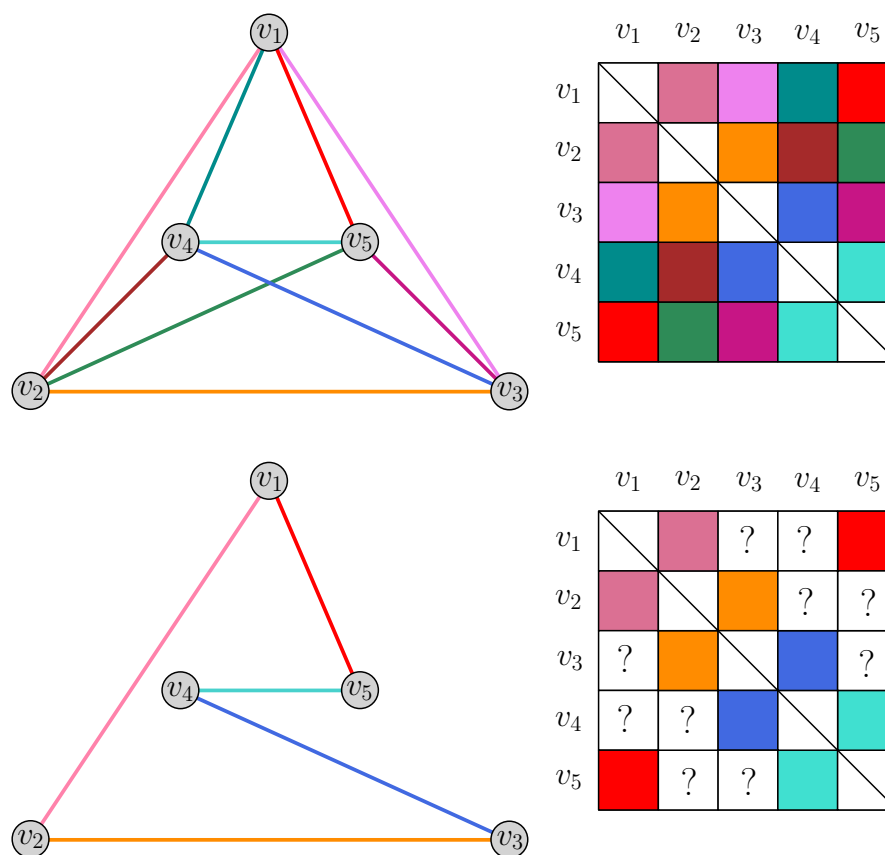 v₁
v₄ v₅
v₂ v₃
v₁ v₂ v₃ v₄ v₅
v₁
v₂
v₃
v₄
v₅
v₁
v₄ v₅
v₂ v₃
v₁ v₂ v₃ v₄ v₅
v₁ ? ?
v₂ ? ?
v₃ ? ?
v₄ ? ?
v₅ ? ?